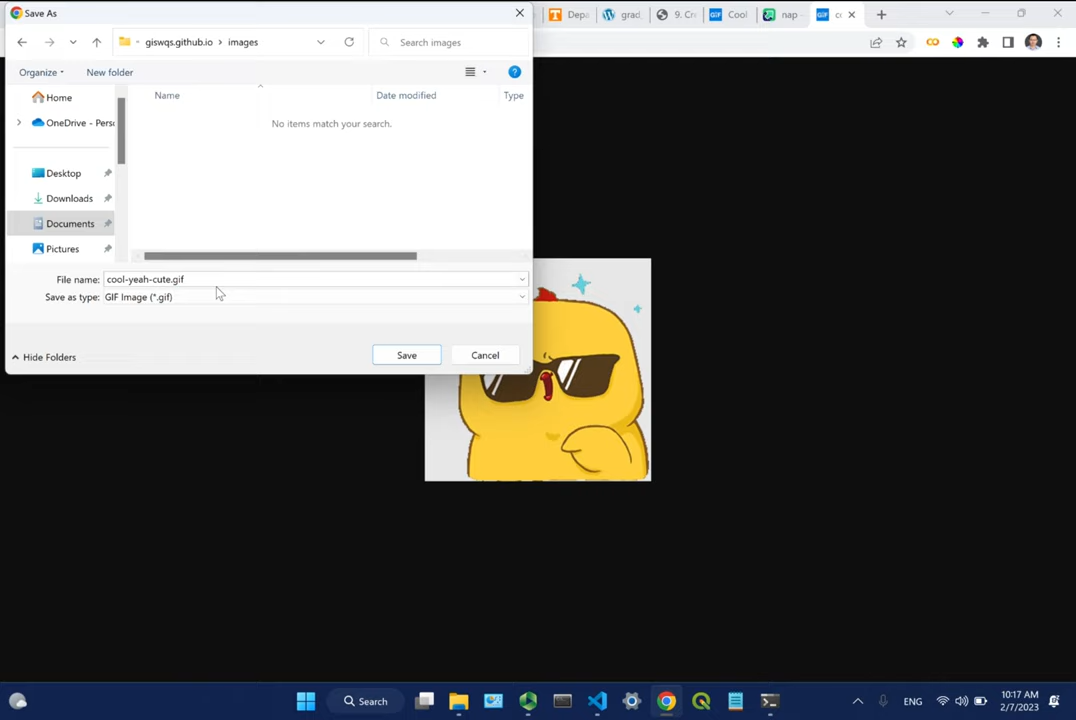 Save As
Depa
grad
9. Cr
Cool
nap
c
giswqs.github.io
images
Search images
Organize
New folder
Name
Date modified
Type
Home
OneDrive - Perso
No items match your search.
Desktop
Downloads
Documents
Pictures
File name:
cool-yeah-cute.gif
Save as type:
GIF Image (*.gif)
Hide Folders
Save
Cancel
Search
ENG
10:17 AM
2/7/2023